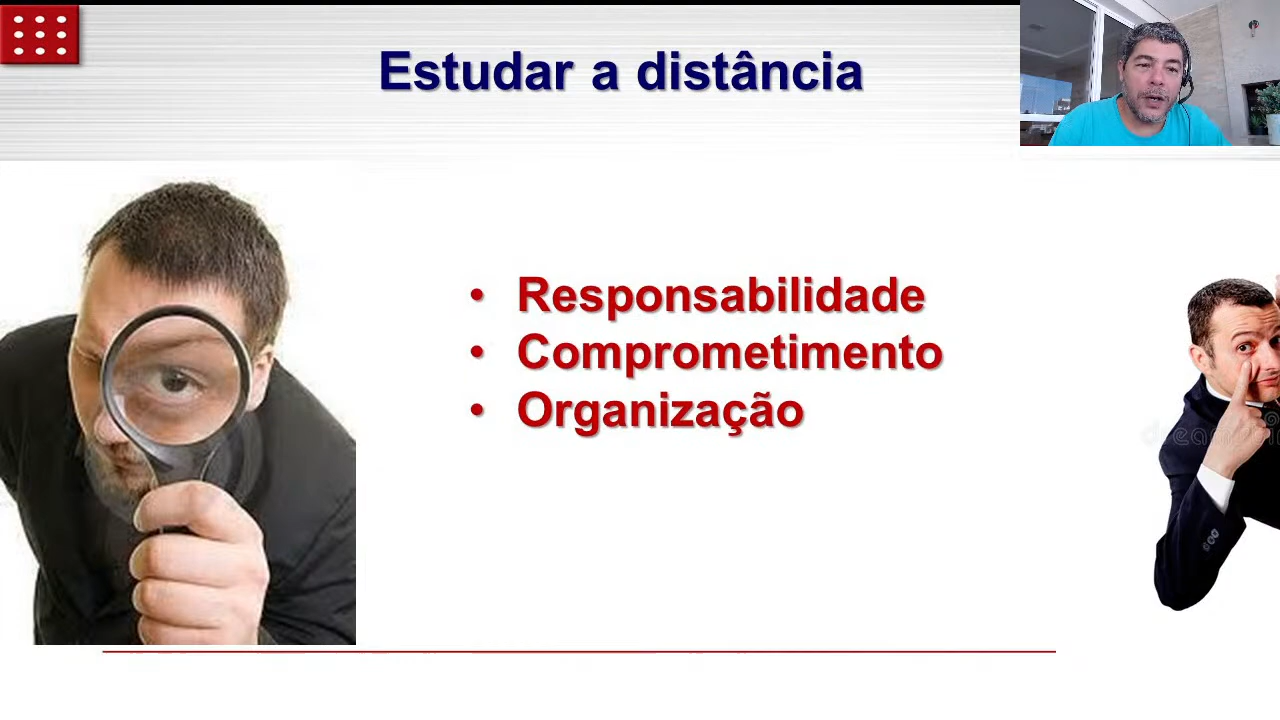 Estudar a distância
• Responsabilidade
• Comprometimento
• Organização